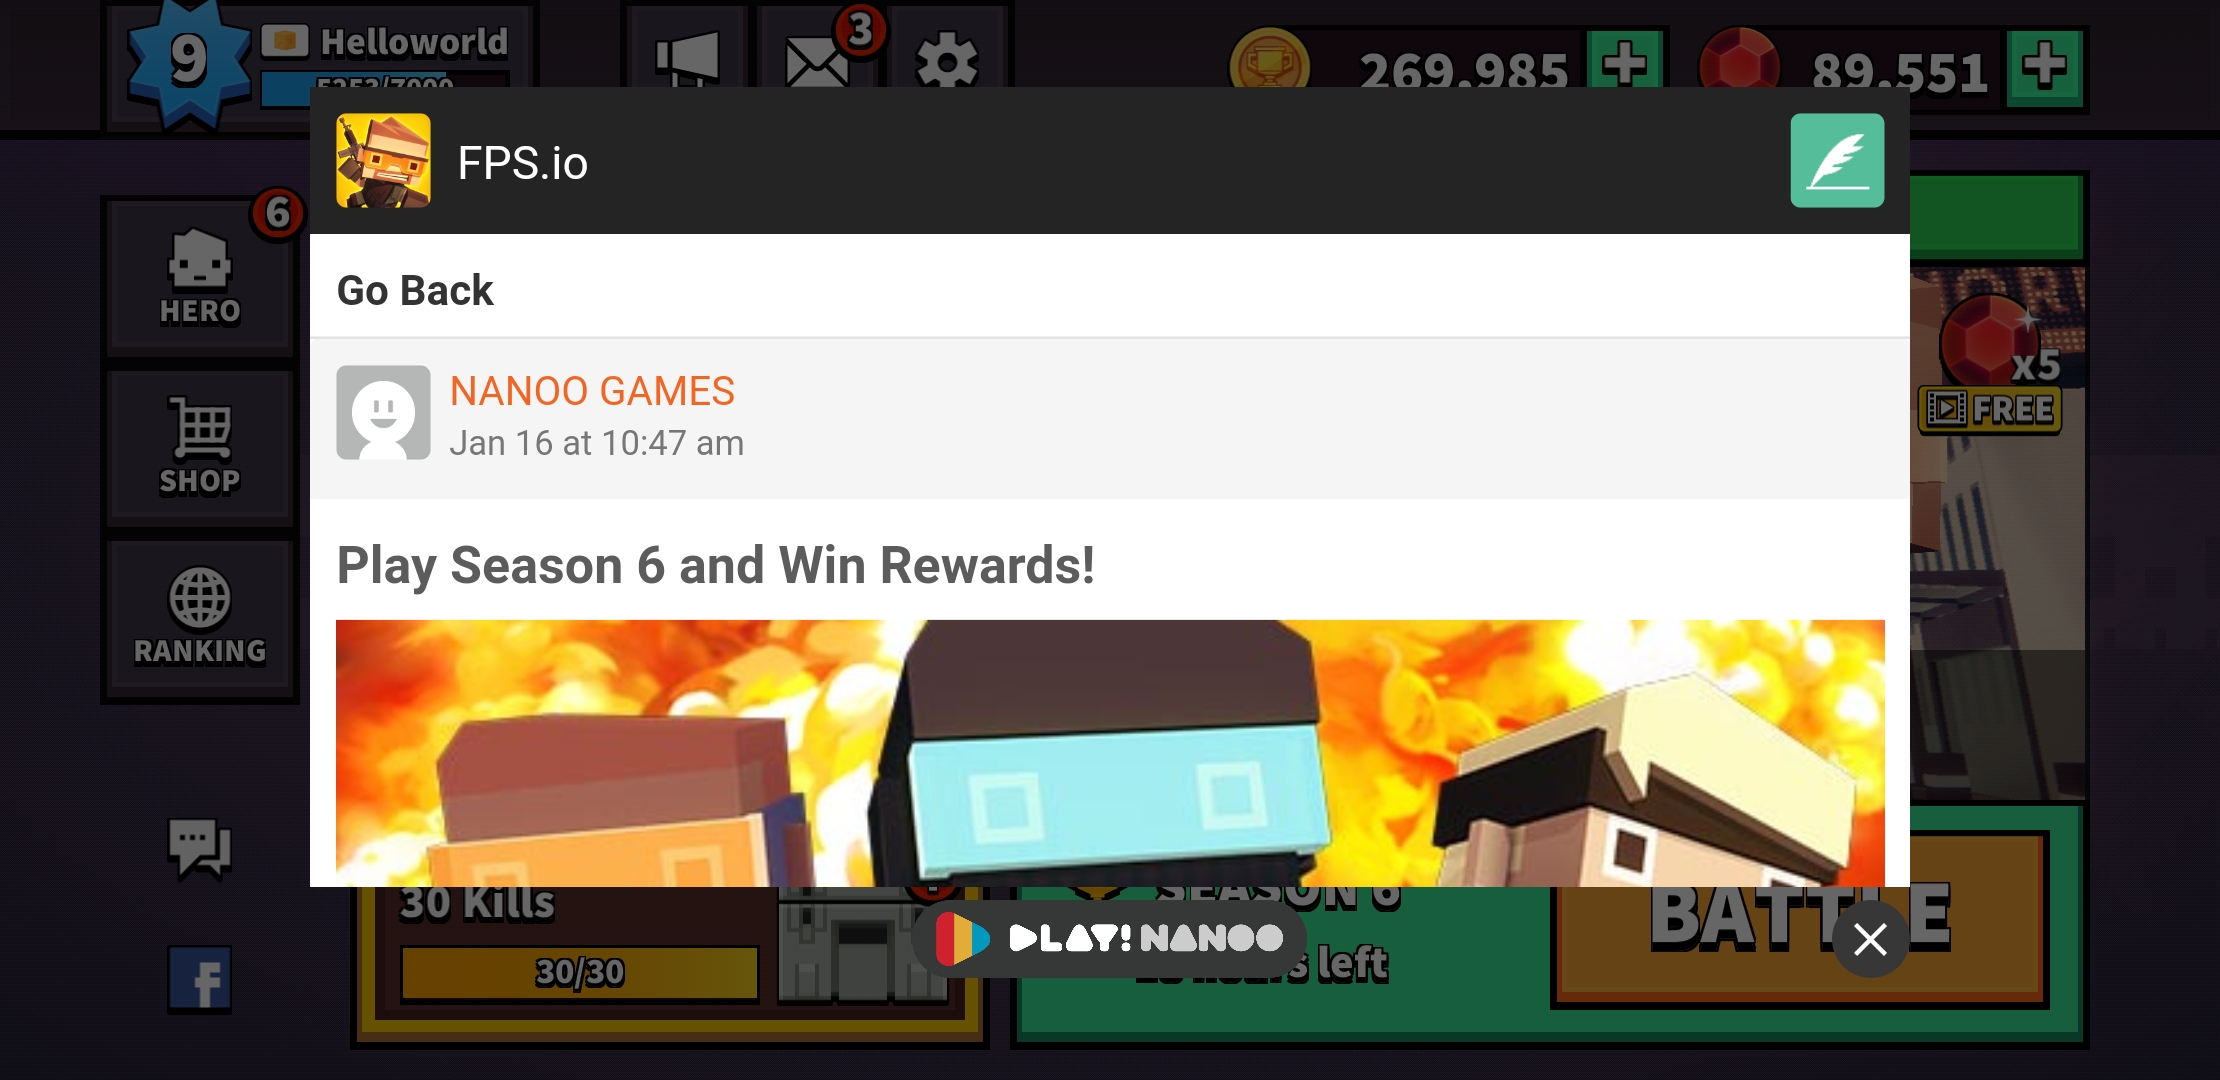 9
Helloworld
5253/7000
3
269,985
89,551
FPS.io
Go Back
NANOO GAMES
Jan 16 at 10:47 am
Play Season 6 and Win Rewards!
6
HERO
SHOP
RANKING
x5
FREE
30 Kills
30/30
SEASON 6
left
BATTLE
PLAY! NANOO